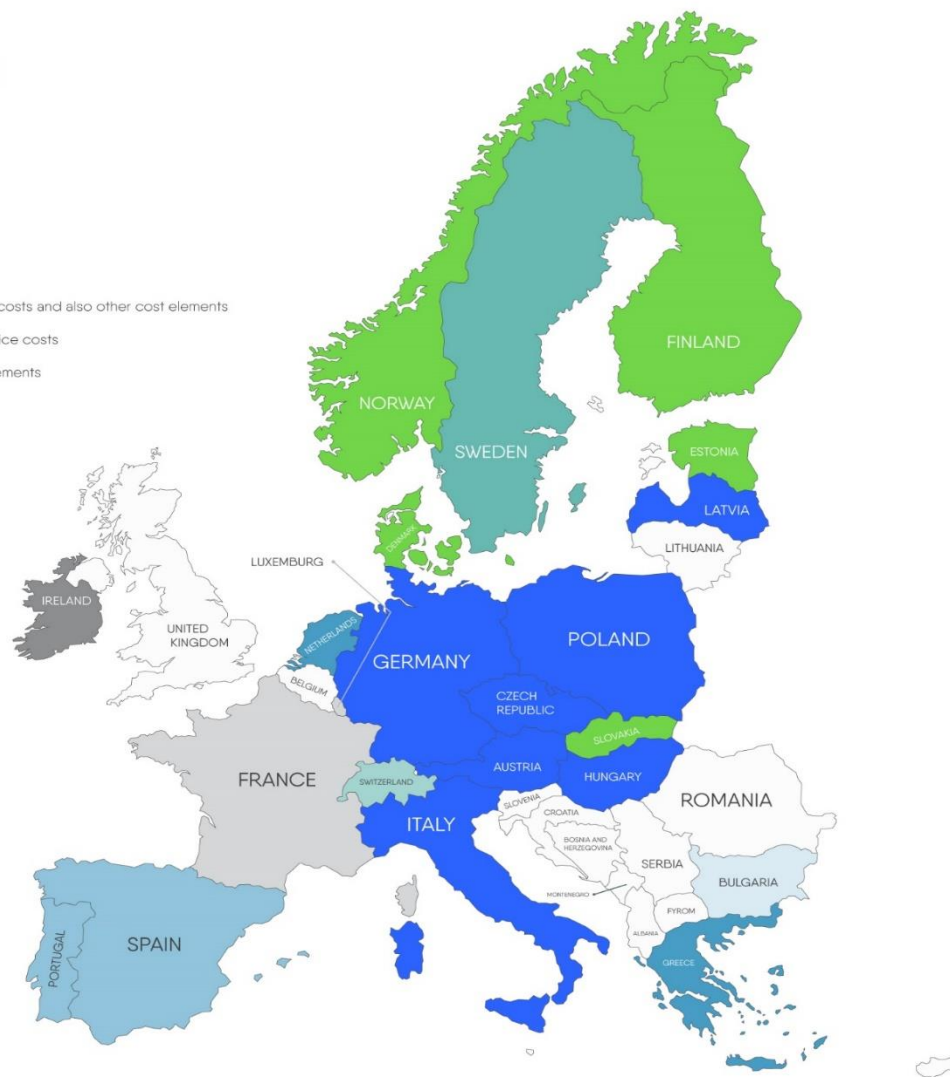 costs and also other cost elements
ice costs
ements
FINLAND
NORWAY
SWEDEN
ESTONIA
LATVIA
DENMARK
LITHUANIA
LUXEMBURG
IRELAND
UNITED
KINGDOM
NETHERLANDS
POLAND
GERMANY
BELGIUM
CZECH
REPUBLIC
SLOVAKIA
AUSTRIA
HUNGARY
FRANCE
SWITZERLAND
SLOVENIA
ROMANIA
CROATIA
ITALY
BOSNIA AND
HERZEGOVINA
SERBIA
BULGARIA
MONTENEGRO
FYROM
ALBANIA
SPAIN
PORTUGAL
GREECE